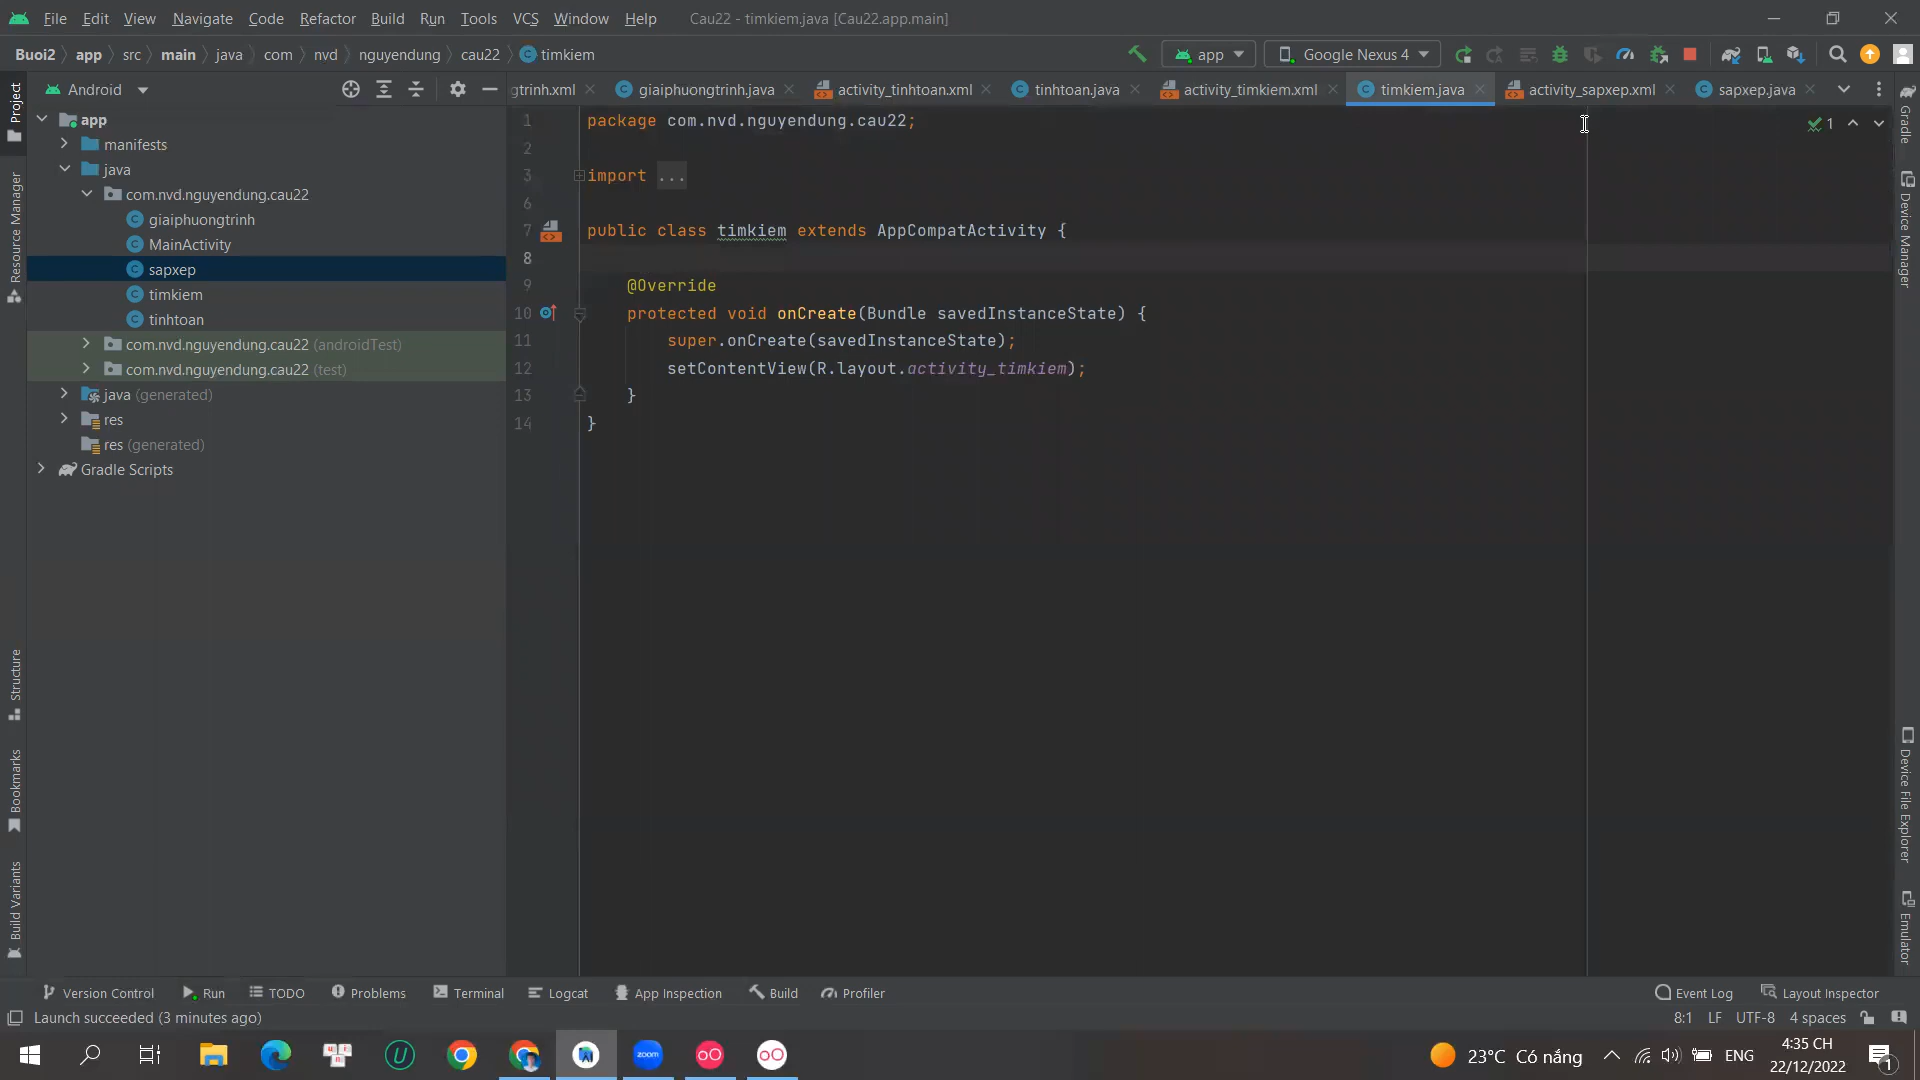 File Edit View Navigate Code Refactor Build Run Tools VCS Window Help Cau22 - timkiem.java [Cau22.app.main]
Buoi2 app src main java com nvd nguyendung cau22 timkiem app Google Nexus 4
Android
gtrinh.xml giaiphuongtrinh.java activity_tinhtoan.xml tinhtoan.java activity_timkiem.xml timkiem.java activity_sapxep.xml sapxep.java
Project
Resource Manager
Structure
Bookmarks
Build Variants
app
manifests
java
com.nvd.nguyendung.cau22
giaiphuongtrinh
MainActivity
sapxep
timkiem
tinhtoan
com.nvd.nguyendung.cau22 (androidTest)
com.nvd.nguyendung.cau22 (test)
java (generated)
res
res (generated)
Gradle Scripts
1 package com.nvd.nguyendung.cau22;
2
3 import ...
6
7 public class timkiem extends AppCompatActivity {
8
9 @Override
10 protected void onCreate(Bundle savedInstanceState) {
11 super.onCreate(savedInstanceState);
12 setContentView(R.layout.activity_timkiem);
13 }
14 }
1
Gradle
Device Manager
Device File Explorer
Emulator
Version Control Run TODO Problems Terminal Logcat App Inspection Build Profiler Event Log Layout Inspector
Launch succeeded (3 minutes ago) 8:1 LF UTF-8 4 spaces
zoom 23°C Có nắng ENG 4:35 CH
22/12/2022
1